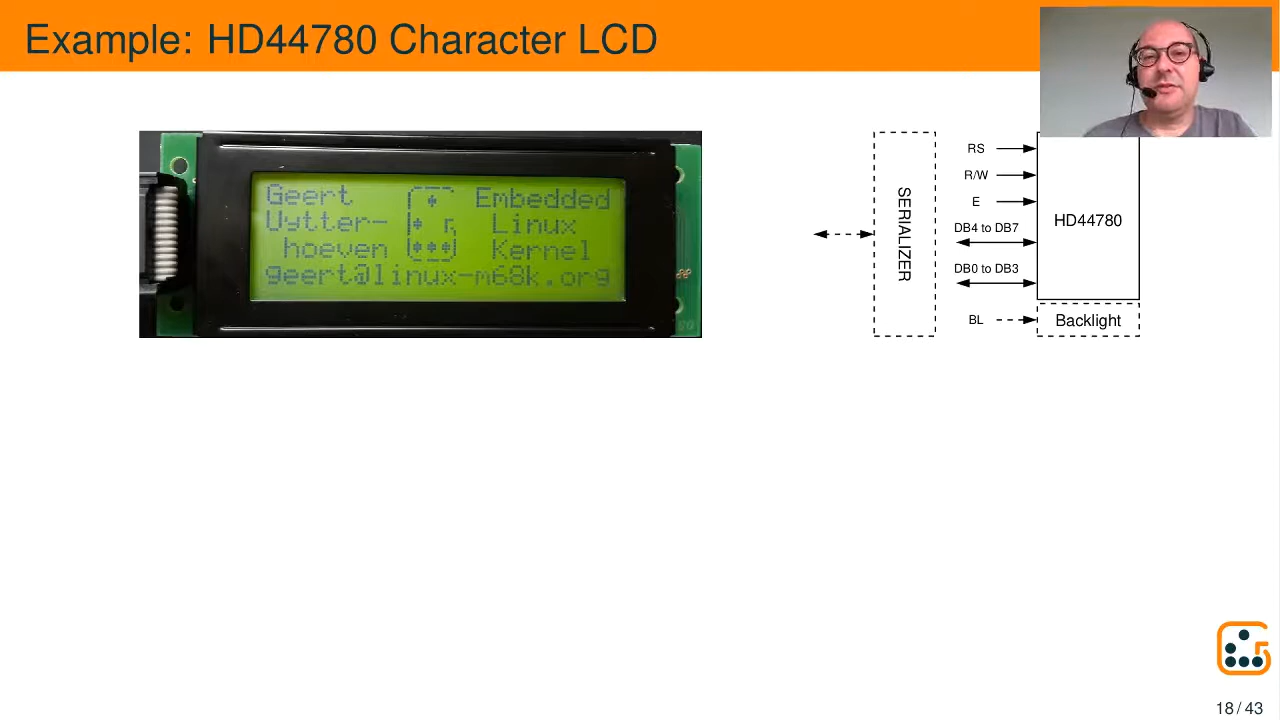 Example: HD44780 Character LCD
Geert Embedded
Uytter- Linux
hoeven Kernel
geert@linux-m68k.org
SERIALIZER
RS
R/W
E
DB4 to DB7
DB0 to DB3
BL
HD44780
Backlight
18 / 43